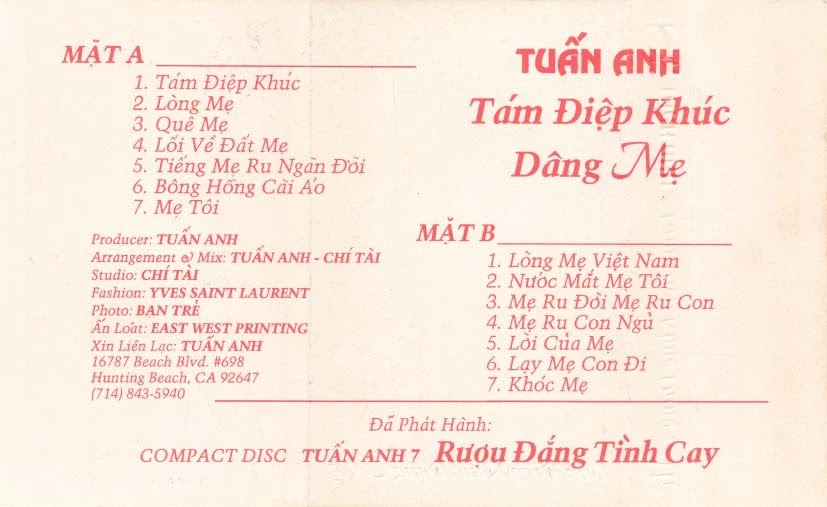 MẶT A
1. Tám Điệp Khúc
2. Lòng Mẹ
3. Quê Mẹ
4. Lối Về Đất Mẹ
5. Tiếng Mẹ Ru Ngàn Đời
6. Bông Hồng Cài Áo
7. Mẹ Tôi
Producer: TUẤN ANH
Arrangement & Mix: TUẤN ANH - CHÍ TÀI
Studio: CHÍ TÀI
Fashion: YVES SAINT LAURENT
Photo: BẠN TRẺ
Ấn Loát: EAST WEST PRINTING
Xin Liên Lạc: TUẤN ANH
16787 Beach Blvd. #698
Hunting Beach, CA 92647
(714) 843-5940
TUẤN ANH
Tám Điệp Khúc
Dâng Mẹ
MẶT B
1. Lòng Mẹ Việt Nam
2. Nước Mắt Mẹ Tôi
3. Mẹ Ru Đời Mẹ Ru Con
4. Mẹ Ru Con Ngủ
5. Lời Của Mẹ
6. Lạy Mẹ Con Đi
7. Khóc Mẹ
Đã Phát Hành:
COMPACT DISC TUẤN ANH 7 Rượu Đắng Tình Cay